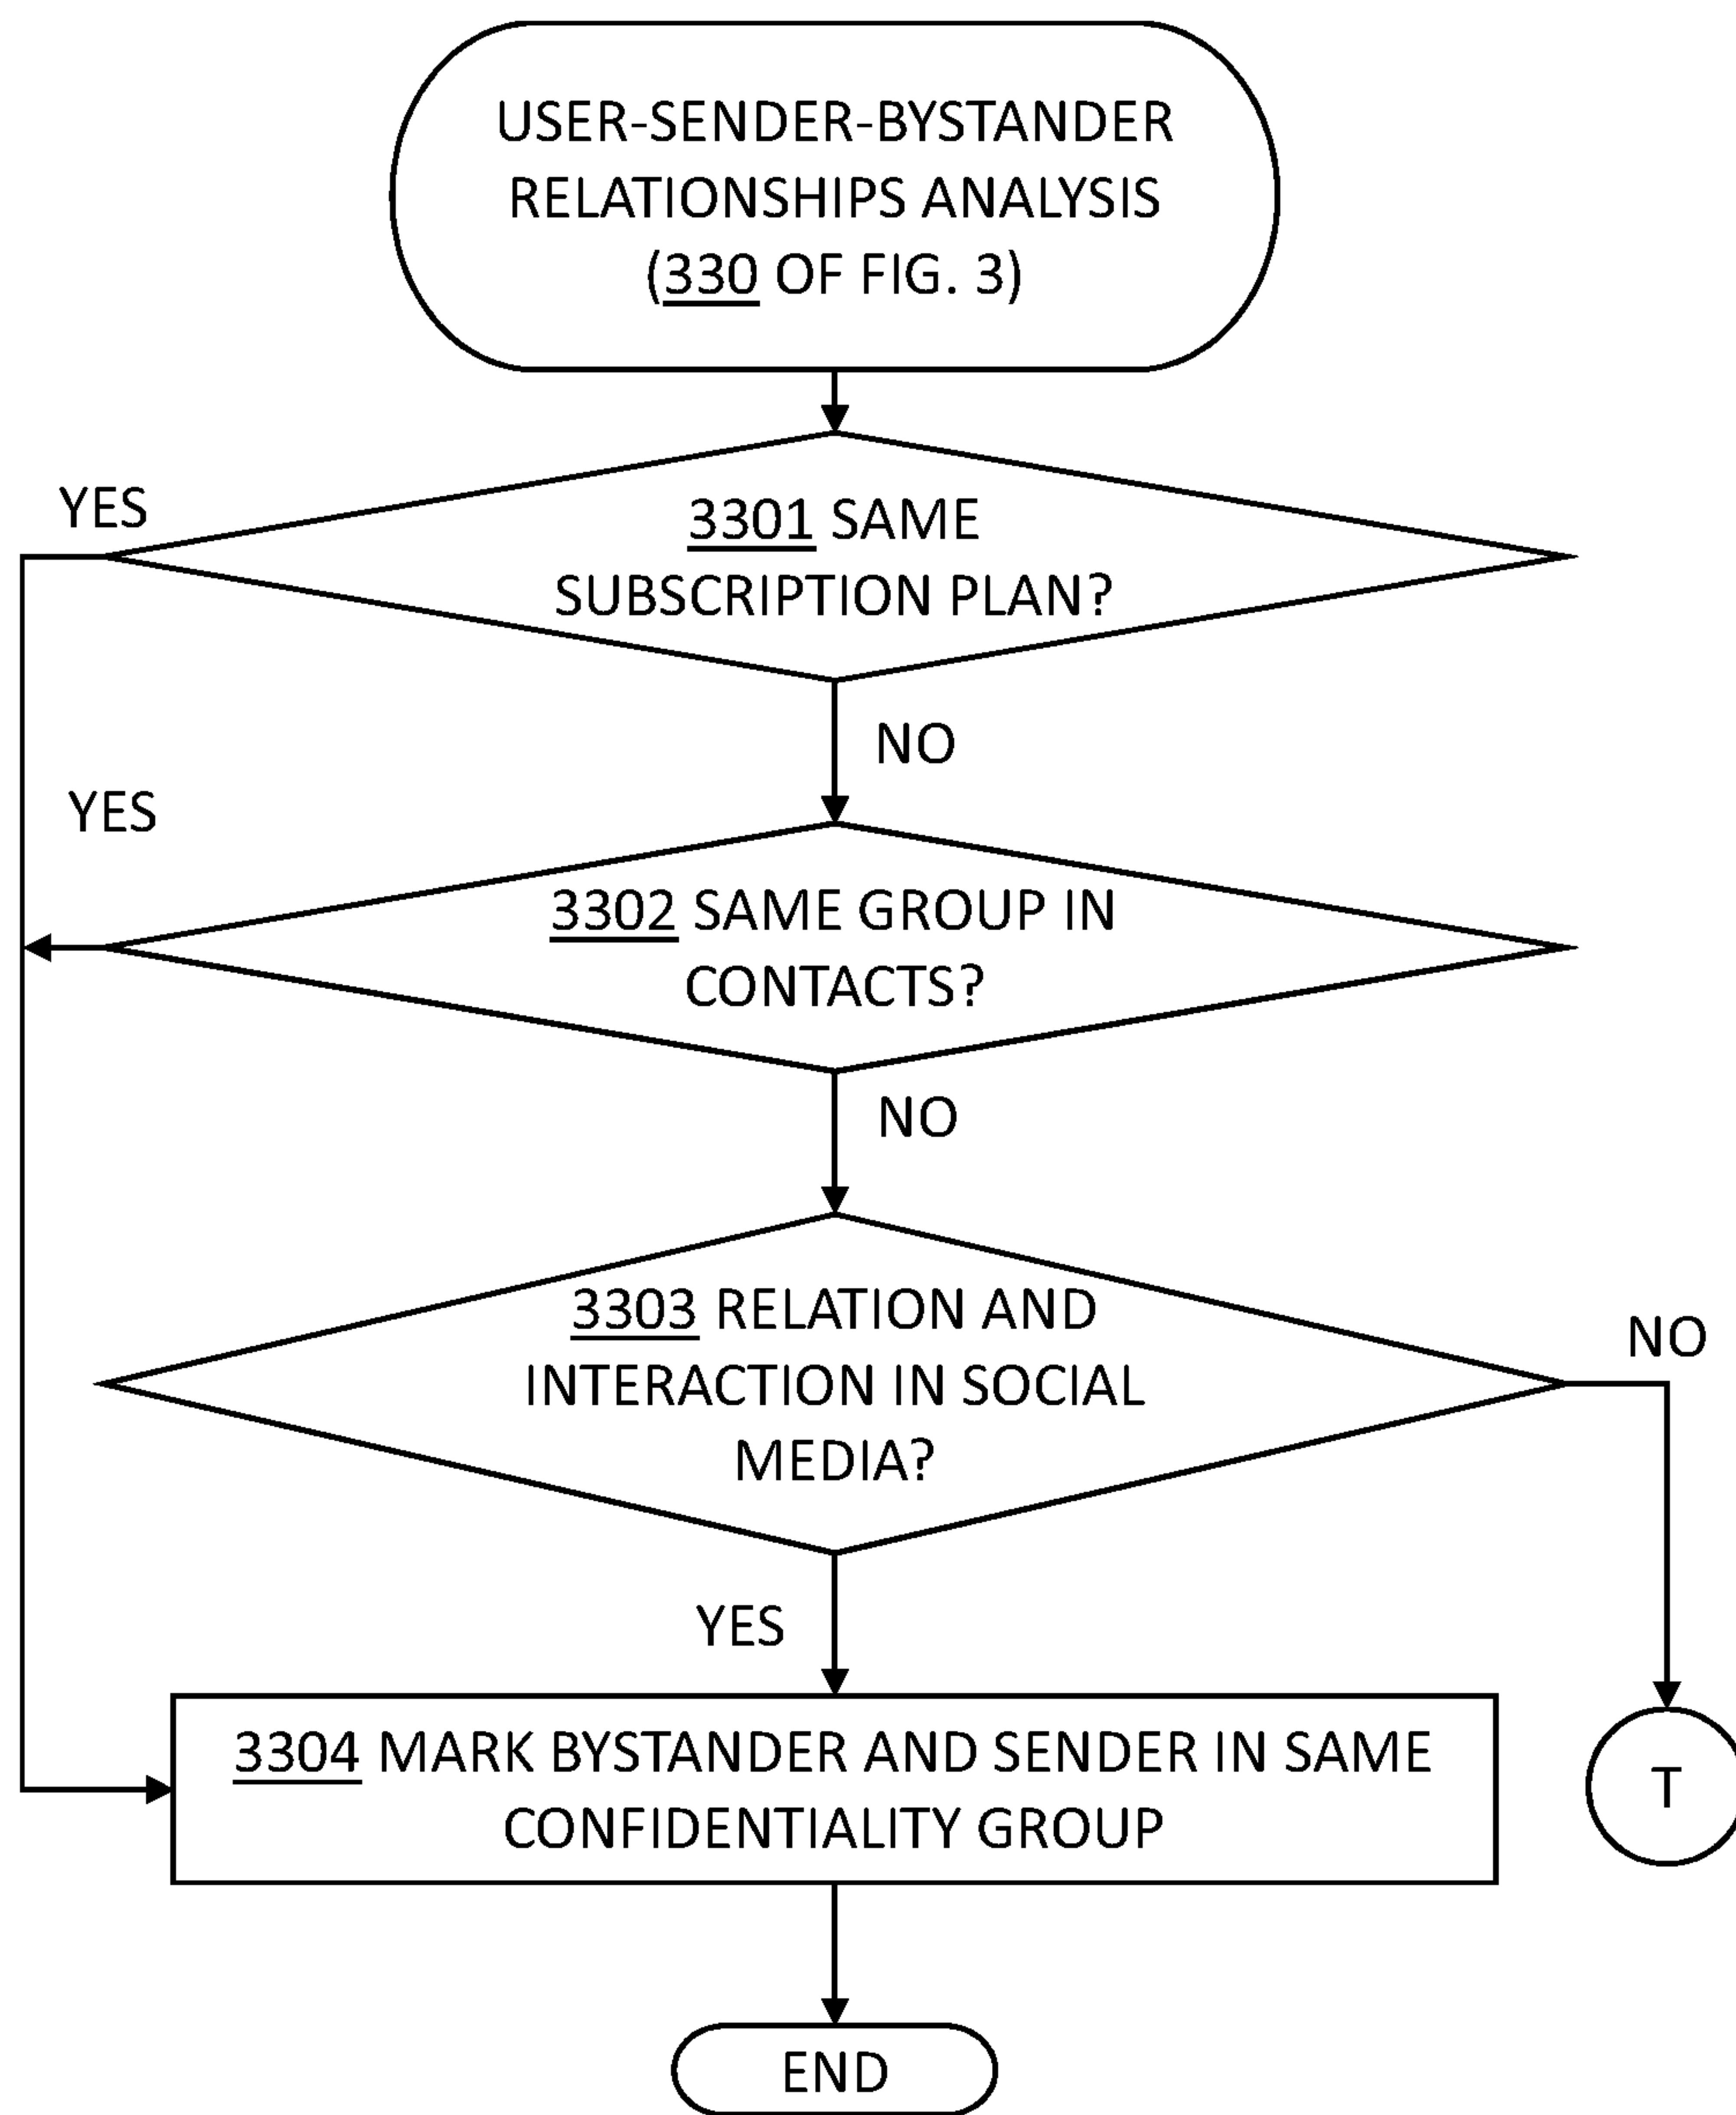 USER-SENDER-BYSTANDER
RELATIONSHIPS ANALYSIS
(330 OF FIG. 3)
YES
3301 SAME
SUBSCRIPTION PLAN?
NO
YES
3302 SAME GROUP IN
CONTACTS?
NO
3303 RELATION AND
INTERACTION IN SOCIAL
MEDIA?
NO
YES
3304 MARK BYSTANDER AND SENDER IN SAME
CONFIDENTIALITY GROUP
T
END